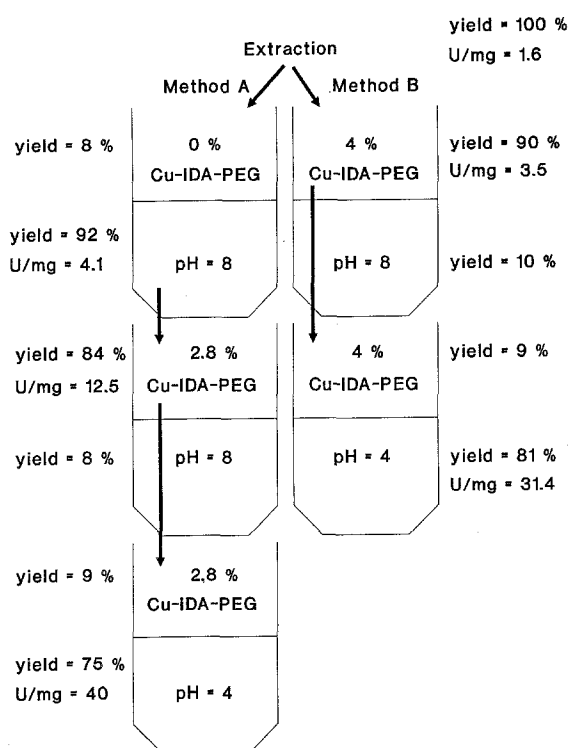 yield = 100 %
U/mg = 1.6
Extraction
Method A
Method B
yield = 8 %
0 %
Cu-IDA-PEG
4 %
Cu-IDA-PEG
yield = 90 %
U/mg = 3.5
yield = 92 %
U/mg = 4.1
pH = 8
pH = 8
yield = 10 %
yield = 84 %
U/mg = 12.5
2.8 %
Cu-IDA-PEG
4 %
Cu-IDA-PEG
yield = 9 %
yield = 8 %
pH = 8
pH = 4
yield = 81 %
U/mg = 31.4
yield = 9 %
2,8 %
Cu-IDA-PEG
yield = 75 %
U/mg = 40
pH = 4